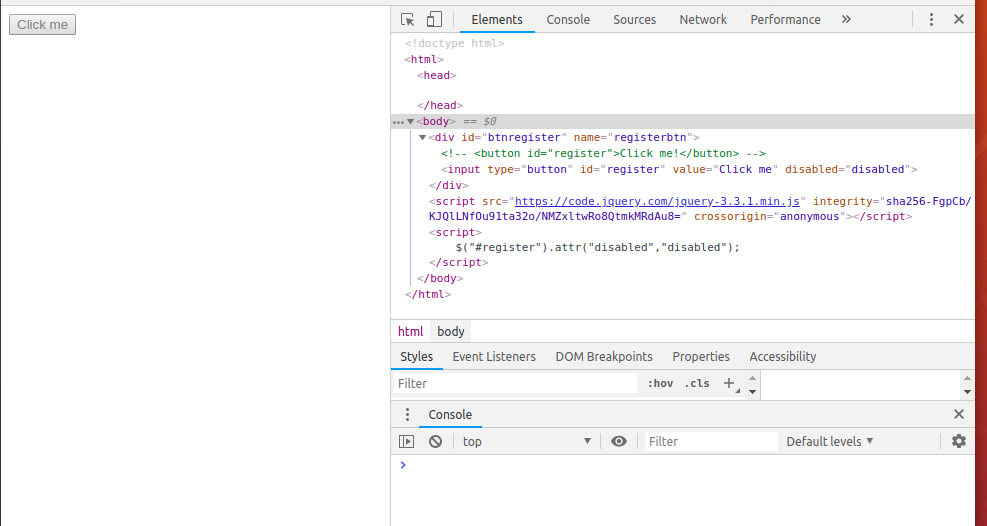 Click me
Elements Console Sources Network Performance »
<!doctype html>
<html>
<head>
</head>
<body> == $0
<div id="btnregister" name="registerbtn">
<!-- <button id="register">Click me!</button> -->
<input type="button" id="register" value="Click me" disabled="disabled">
</div>
<script src="https://code.jquery.com/jquery-3.3.1.min.js" integrity="sha256-FgpCb/
KJQlLNfOu91ta32o/NMZxltwRo8QtmkMRdAu8=" crossorigin="anonymous"></script>
<script>
$("#register").attr("disabled","disabled");
</script>
</body>
</html>
html body
Styles Event Listeners DOM Breakpoints Properties Accessibility
Filter :hov .cls +
Console
top Filter Default levels